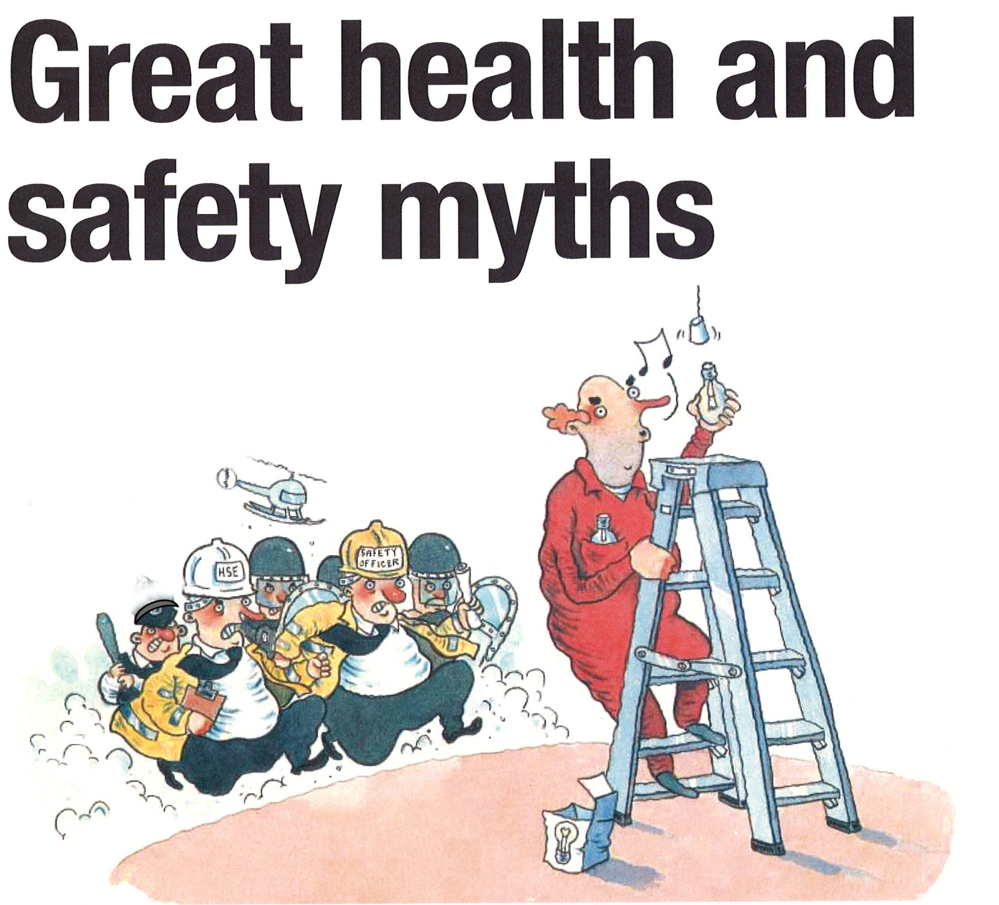 Great health and
safety myths
HSE
SAFETY
OFFICER